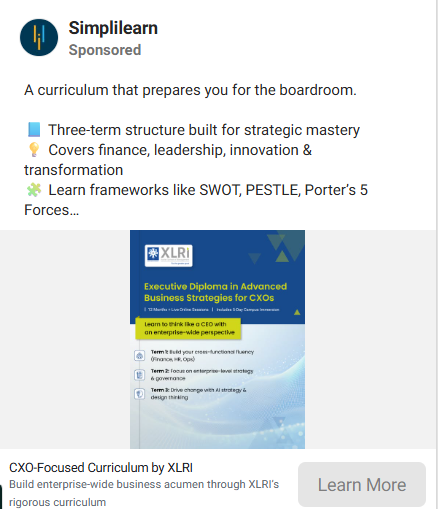 Simplilearn
Sponsored
A curriculum that prepares you for the boardroom.
📘 Three-term structure built for strategic mastery
💡 Covers finance, leadership, innovation &
transformation
🧩 Learn frameworks like SWOT, PESTLE, Porter's 5
Forces...
XLRI
Executive Diploma in Advanced
Business Strategies for CXOs
| 12 Months - Live Online Sessions | Includes 5 Day Campus Immersion
Learn to think like a CEO with
an enterprise-wide perspective
Term 1: Build your cross-functional fluency
(Finance, HR, Ops)
Term 2: Focus on enterprise-level strategy
& governance
Term 3: Drive change with AI strategy &
design thinking
CXO-Focused Curriculum by XLRI
Build enterprise-wide business acumen through XLRI's
rigorous curriculum
Learn More